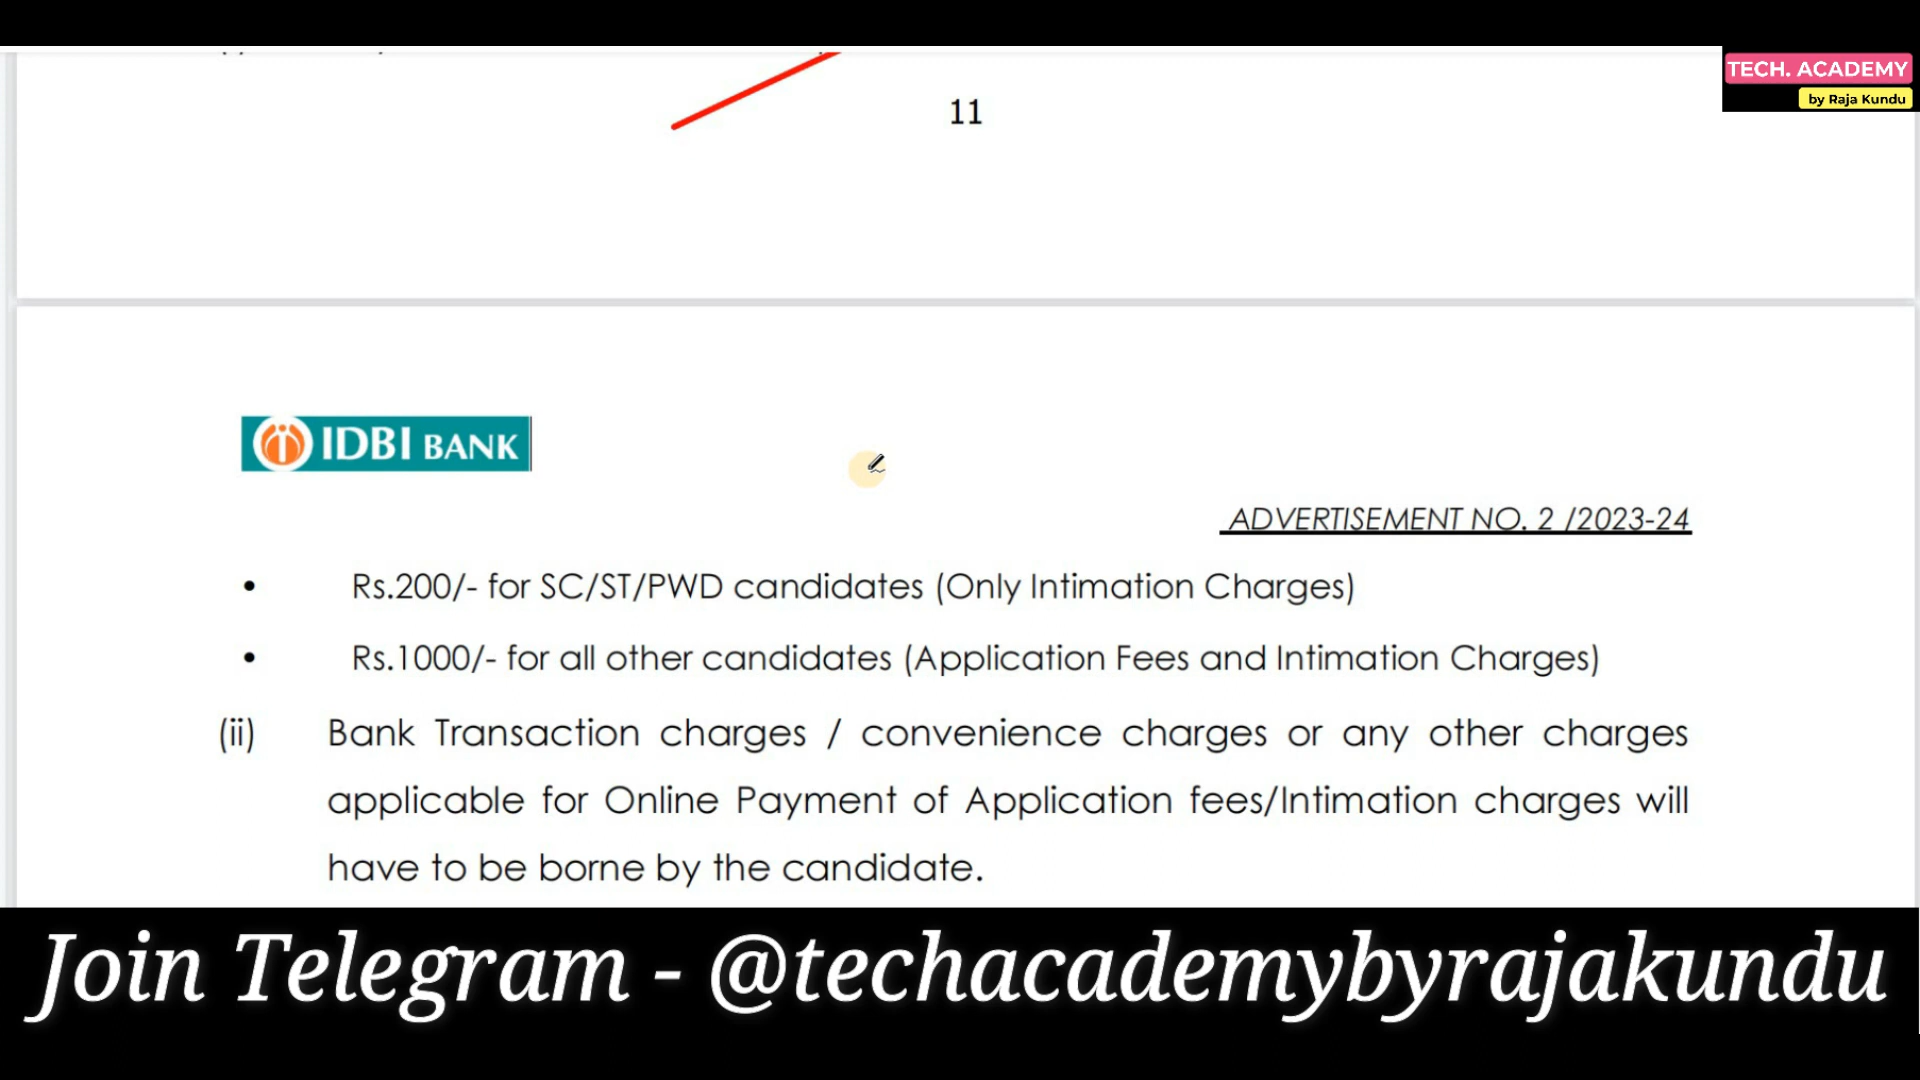 TECH. ACADEMY
by Raja Kundu
11
IDBI BANK
ADVERTISEMENT NO. 2 /2023-24
• Rs.200/- for SC/ST/PWD candidates (Only Intimation Charges)
• Rs.1000/- for all other candidates (Application Fees and Intimation Charges)
(ii) Bank Transaction charges / convenience charges or any other charges
applicable for Online Payment of Application fees/Intimation charges will
have to be borne by the candidate.
Join Telegram - @techacademybyrajakundu